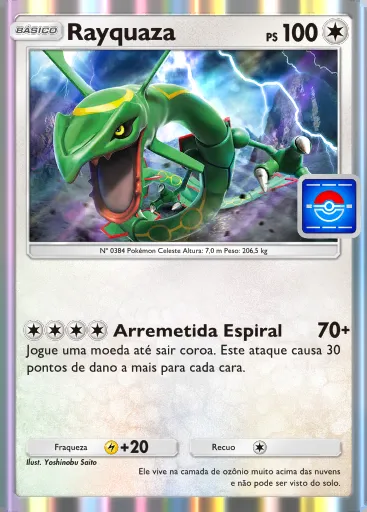 BÁSICO Rayquaza PS 100
Nº 0384 Pokémon Celeste Altura: 7,0 m Peso: 206,5 kg
Arremetida Espiral 70+
Jogue uma moeda até sair coroa. Este ataque causa 30
pontos de dano a mais para cada cara.
Fraqueza +20 Recuo
Ilust. Yoshinobu Saito
Ele vive na camada de ozônio muito acima das nuvens
e não pode ser visto do solo.